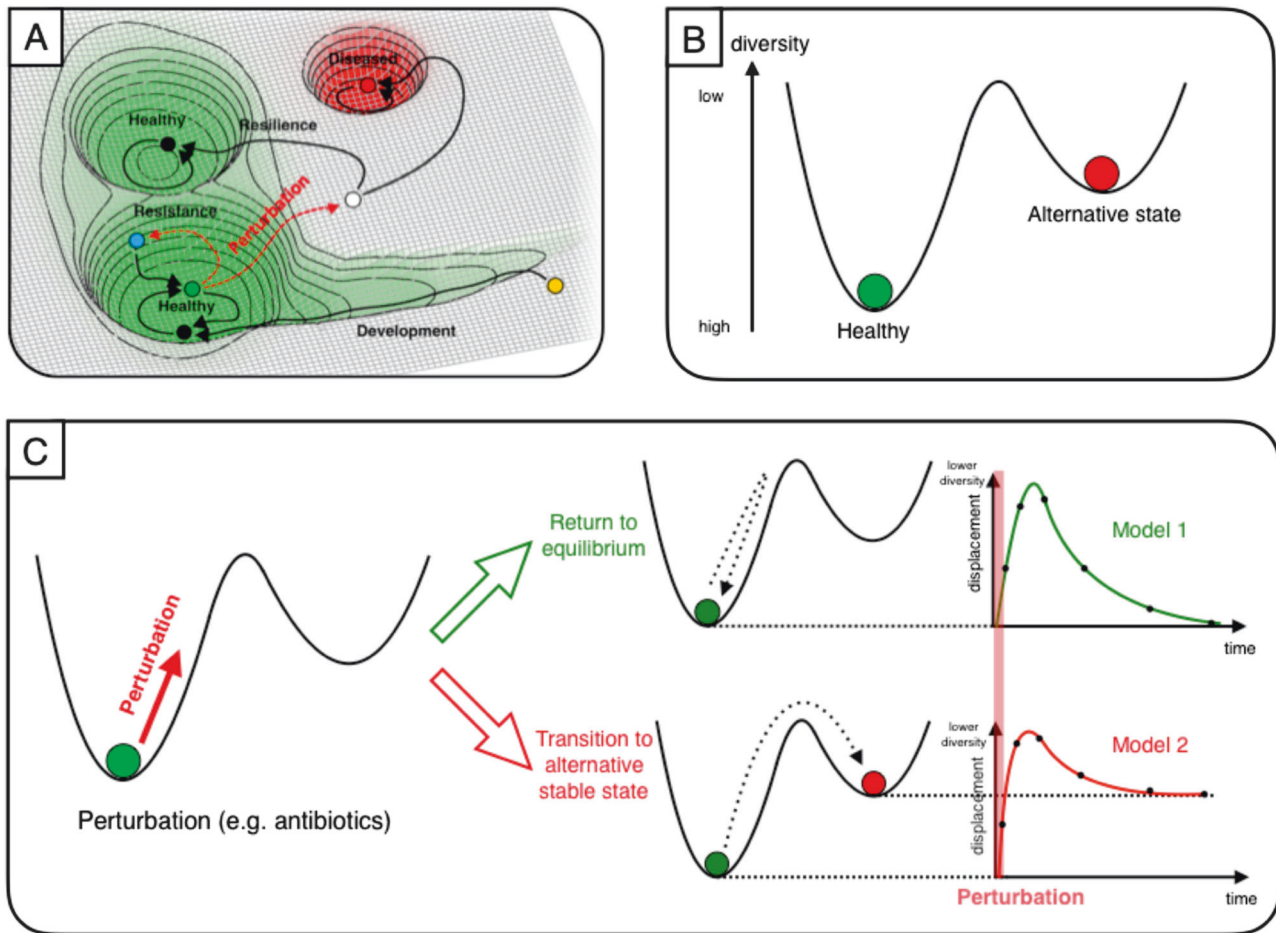 A
Diseased
Healthy
Resilience
Perturbation
Resistance
Healthy
Development
B
diversity
low
high
Healthy
Alternative state
C
Perturbation
Perturbation (e.g. antibiotics)
Return to
equilibrium
lower
diversity
displacement
Model 1
time
Transition to
alternative
stable state
lower
diversity
displacement
Model 2
Perturbation
time